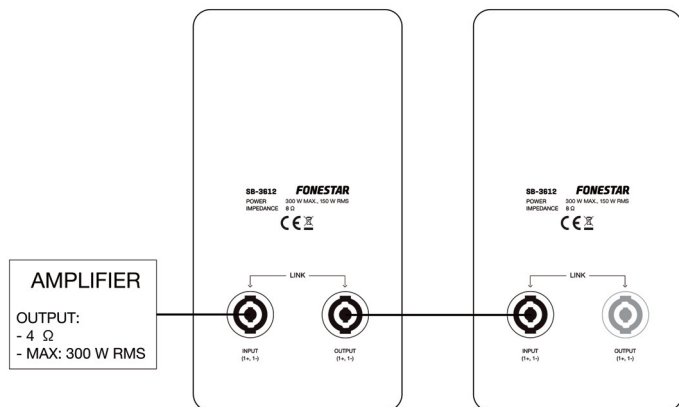 SB-3612 FONESTAR
POWER 300 W MAX., 150 W RMS
IMPEDANCE 8 Ω
CE
LINK
INPUT
(1+, 1-)
OUTPUT
(1+, 1-)
SB-3612 FONESTAR
POWER 300 W MAX., 150 W RMS
IMPEDANCE 8 Ω
CE
LINK
INPUT
(1+, 1-)
OUTPUT
(1+, 1-)
AMPLIFIER
OUTPUT:
- 4 Ω
- MAX: 300 W RMS